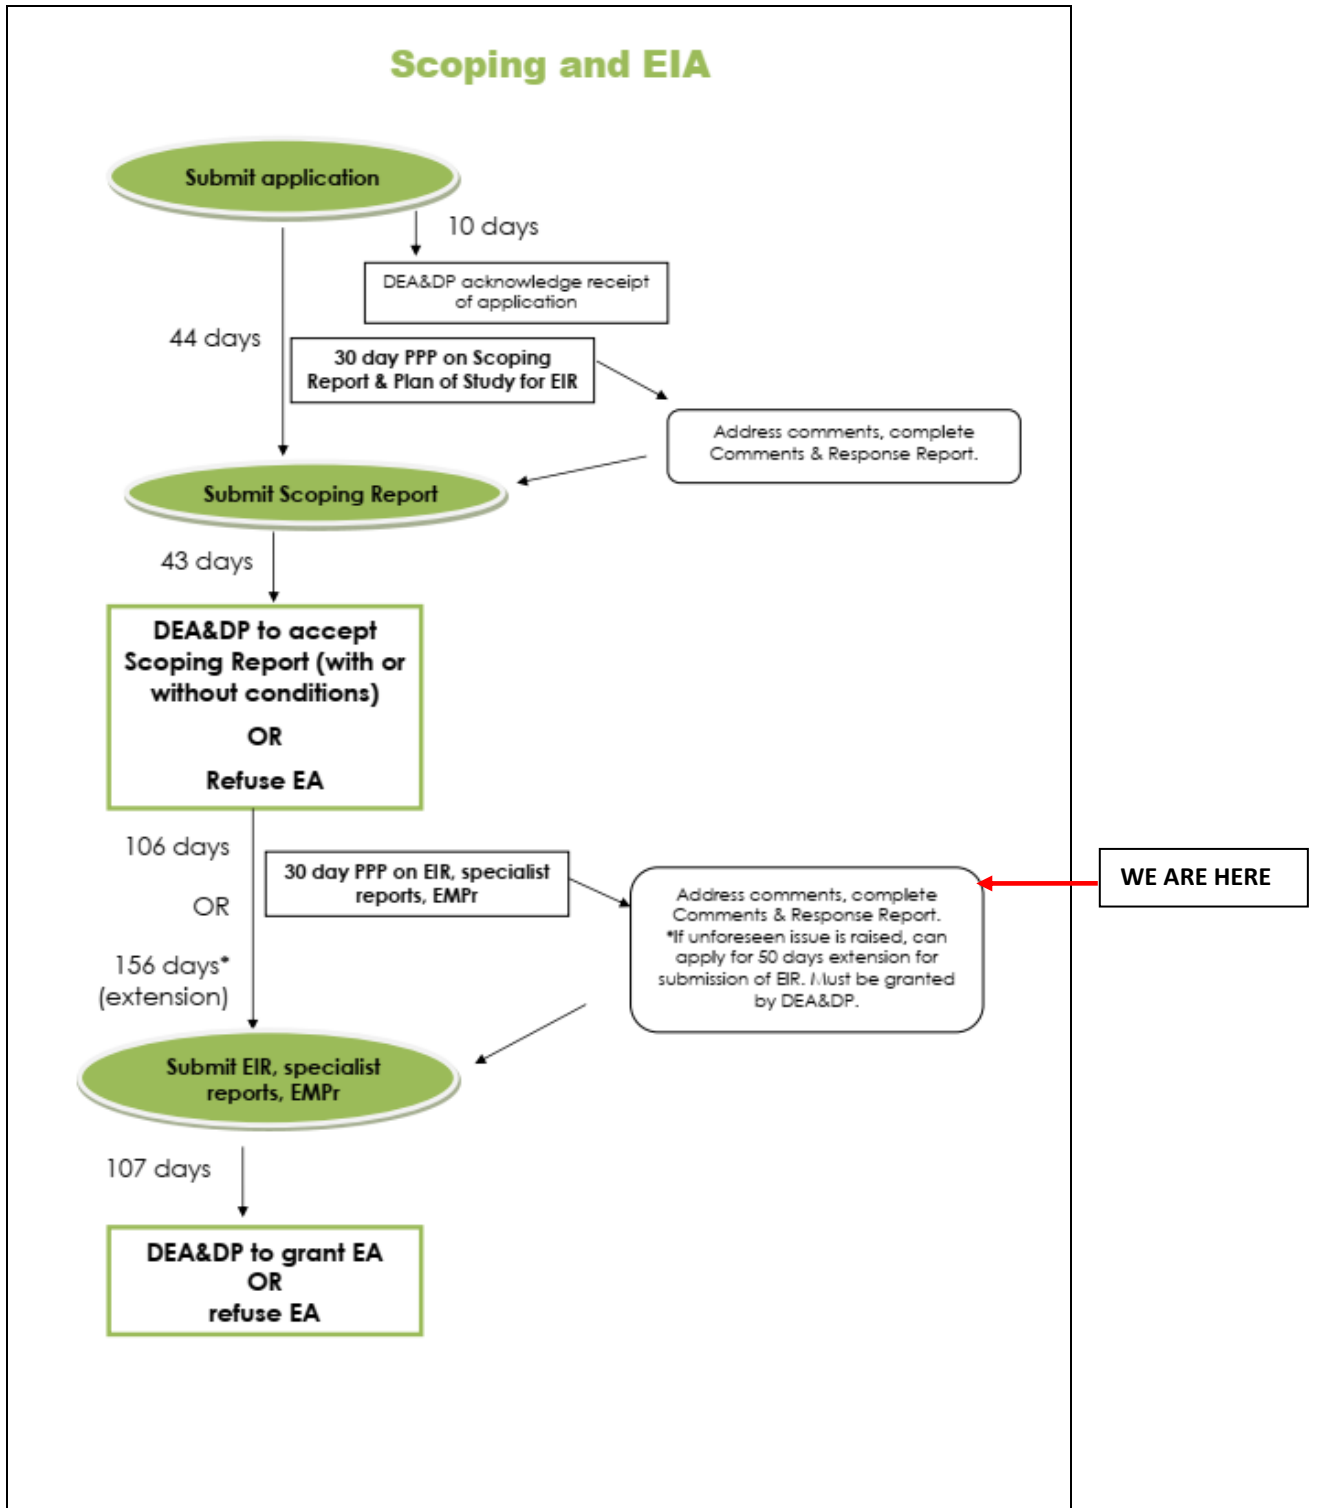 Scoping and EIA
Submit application
10 days
DEA&DP acknowledge receipt
of application
44 days
30 day PPP on Scoping
Report & Plan of Study for EIR
Address comments, complete
Comments & Response Report.
Submit Scoping Report
43 days
DEA&DP to accept
Scoping Report (with or
without conditions)
OR
Refuse EA
106 days
OR
156 days*
(extension)
30 day PPP on EIR, specialist
reports, EMPr
Address comments, complete
Comments & Response Report.
*If unforeseen issue is raised, can
apply for 50 days extension for
submission of EIR. Must be granted
by DEA&DP.
WE ARE HERE
Submit EIR, specialist
reports, EMPr
107 days
DEA&DP to grant EA
OR
refuse EA